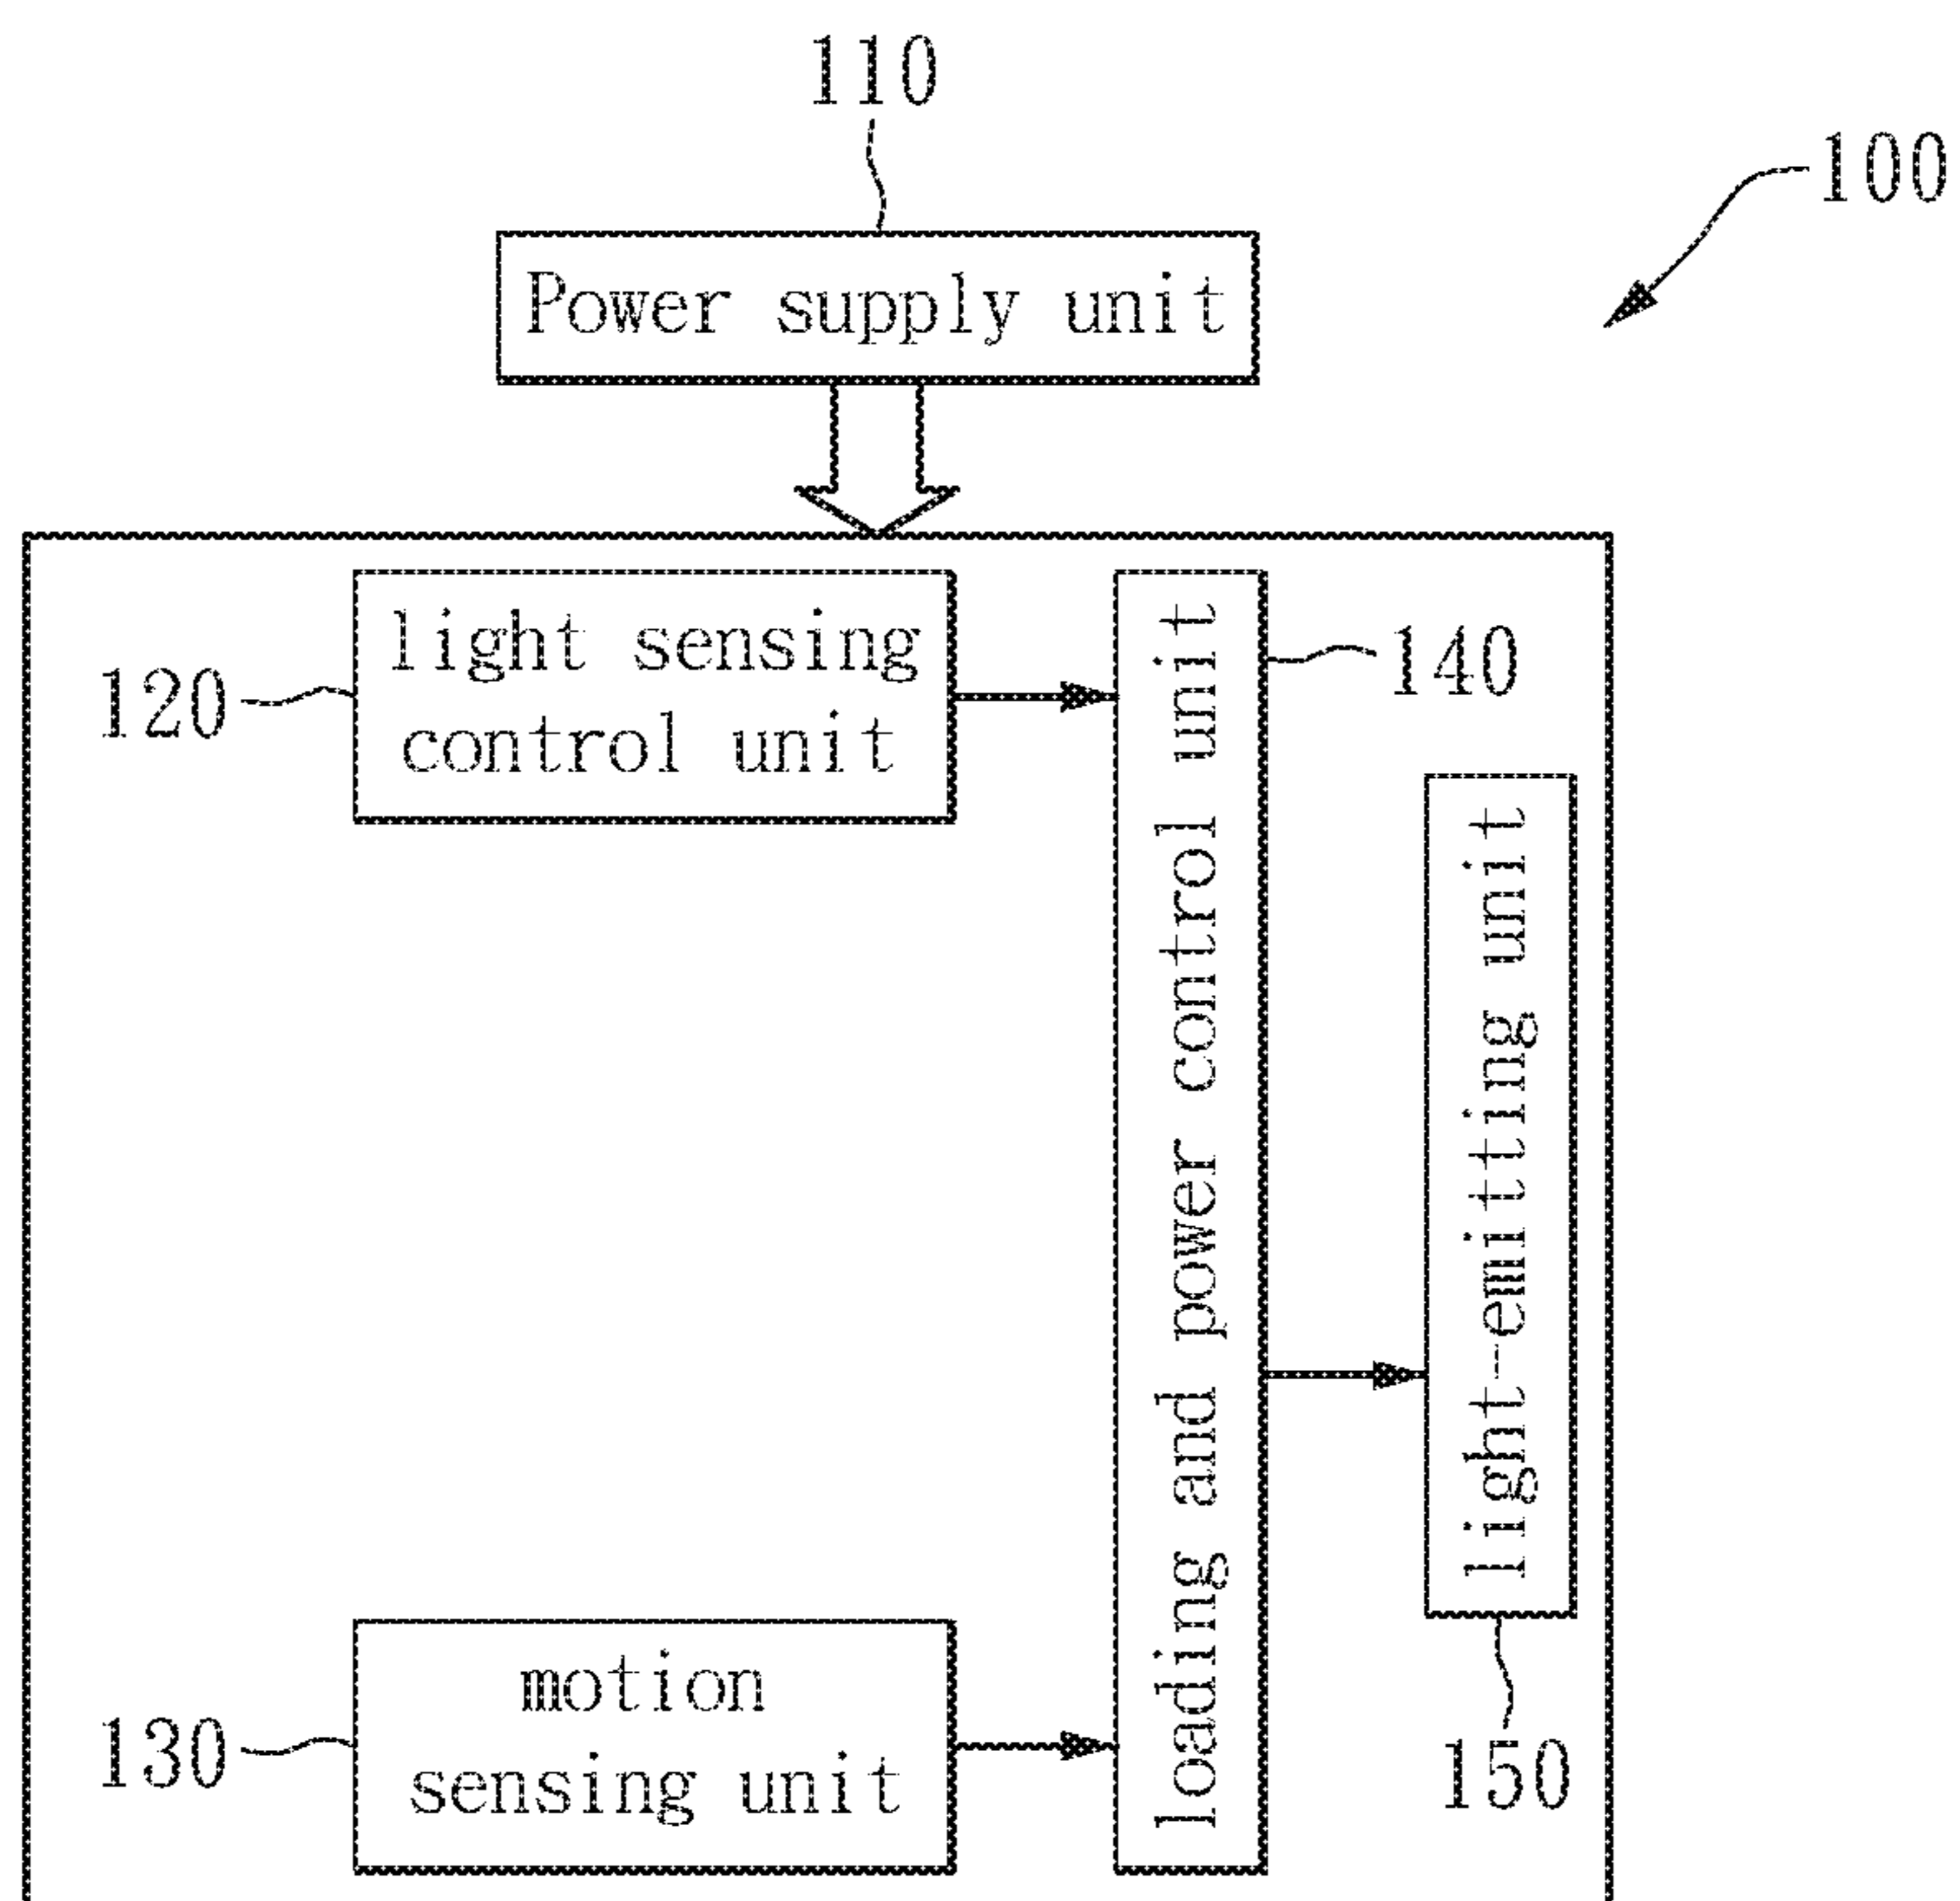 110
100
Power supply unit
light sensing
control unit
120
140
loading and power control unit
light-emitting unit
motion
sensing unit
130
150